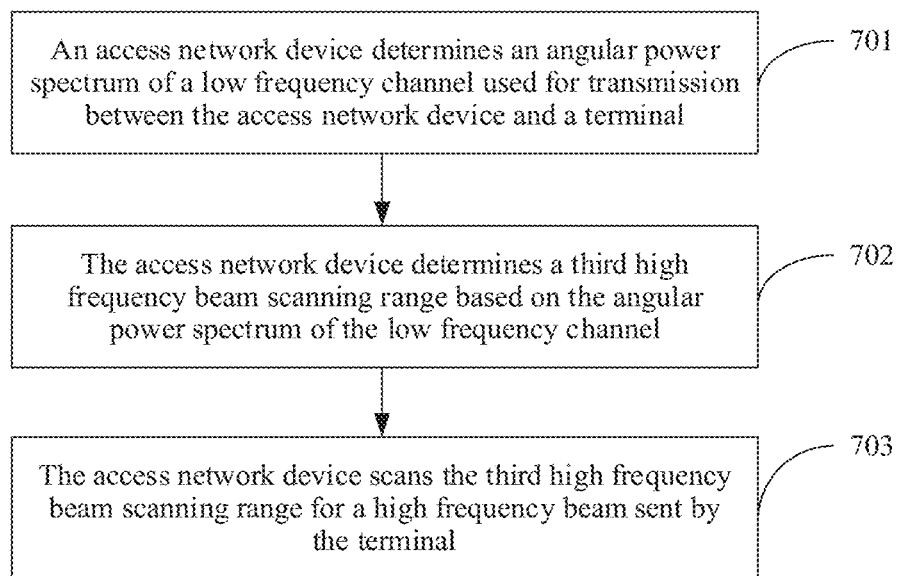 An access network device determines an angular power
spectrum of a low frequency channel used for transmission
between the access network device and a terminal
701
The access network device determines a third high
frequency beam scanning range based on the angular
power spectrum of the low frequency channel
702
The access network device scans the third high frequency
beam scanning range for a high frequency beam sent by
the terminal
703